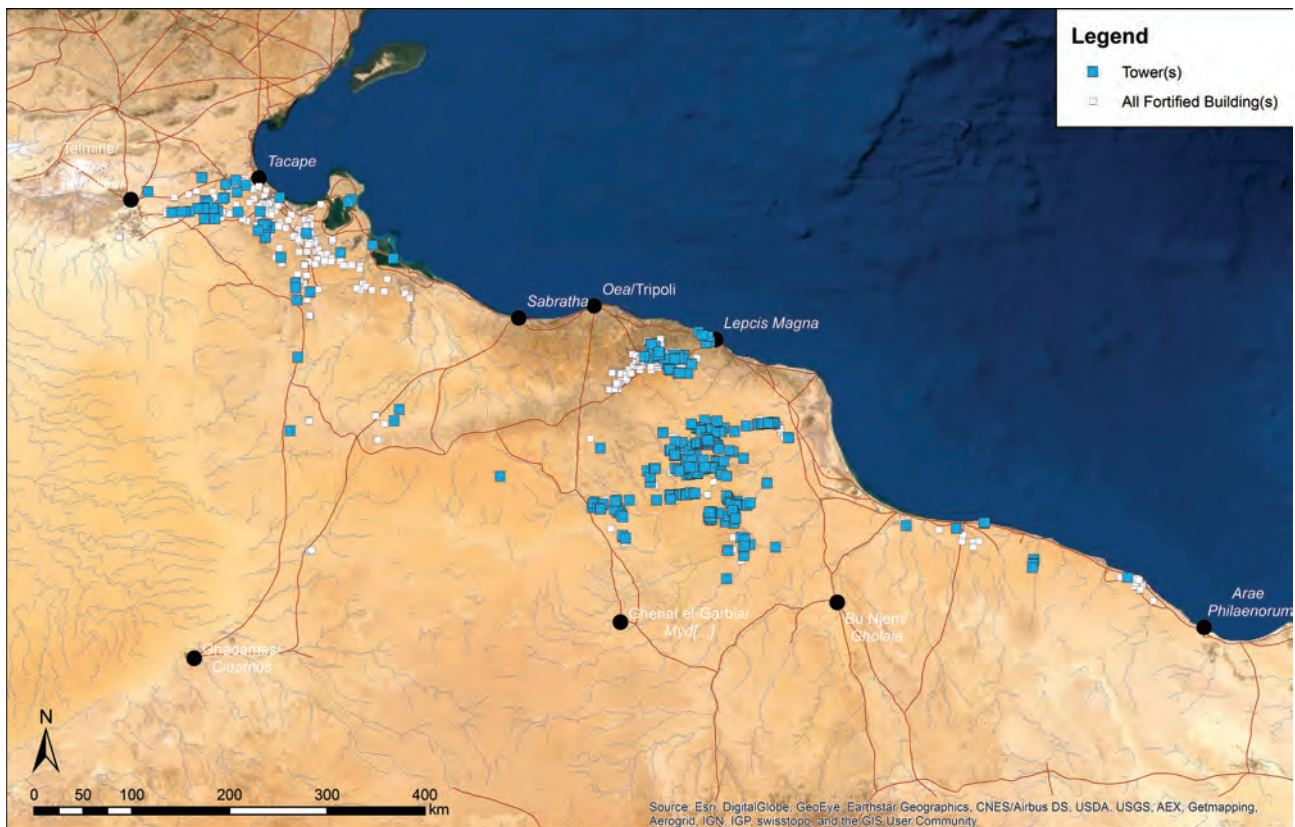 Legend
Tower(s)
All Fortified Building(s)
Telmine/
Tacape
Oea/Tripoli
Sabratha
Lepcis Magna
Arae
Philaenorum
Gheriat el-Garbia/
Myd[...]
Bu Njem/
Gholaia
Ghadames/
Cidamus
N
0 50 100 200 300 400
km
Source: Esri, DigitalGlobe, GeoEye, Earthstar Geographics, CNES/Airbus DS, USDA, USGS, AEX, Getmapping,
Aerogrid, IGN, IGP, swisstopo, and the GIS User Community